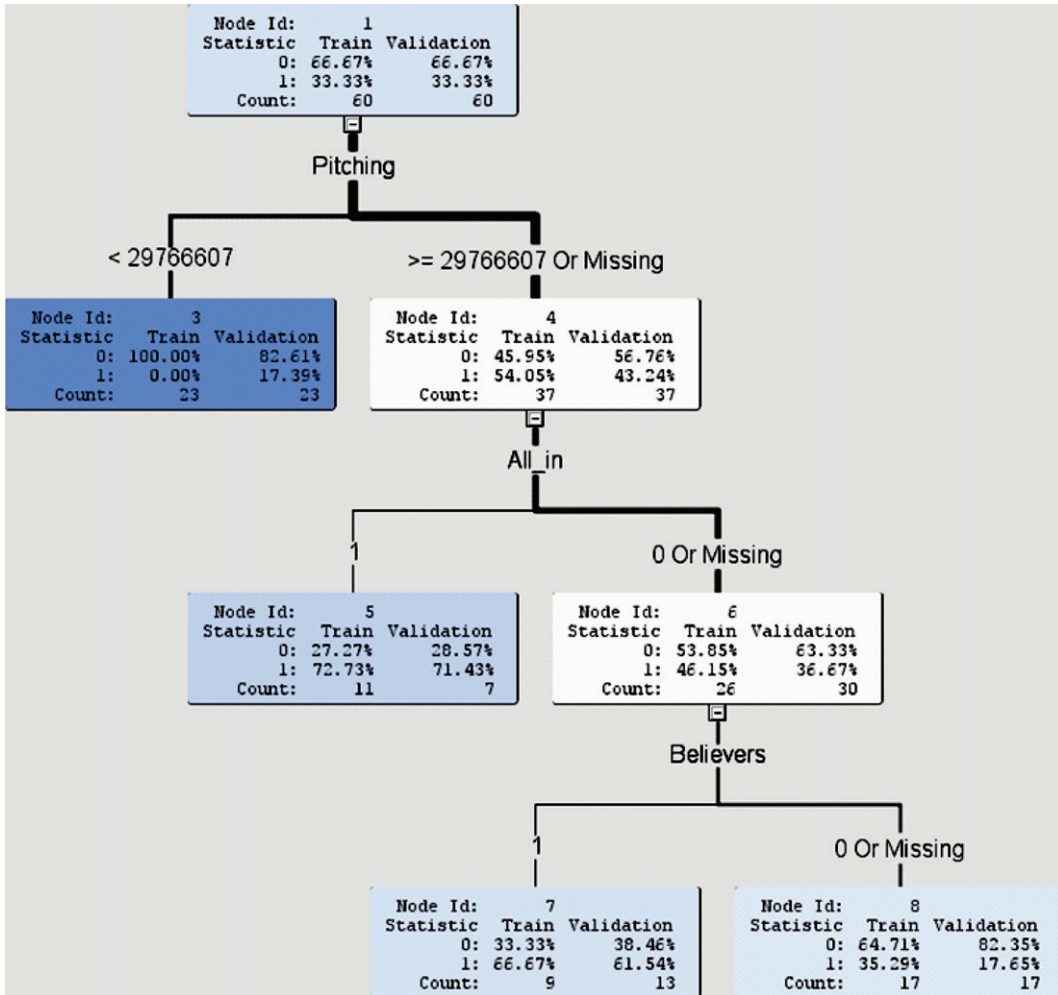 Node Id: 1
Statistic Train Validation
0: 66.67% 66.67%
1: 33.33% 33.33%
Count: 60 60
Pitching
< 29766607
>= 29766607 Or Missing
Node Id: 3
Statistic Train Validation
0: 100.00% 82.61%
1: 0.00% 17.39%
Count: 23 23
Node Id: 4
Statistic Train Validation
0: 45.95% 56.76%
1: 54.05% 43.24%
Count: 37 37
All_in
1
0 Or Missing
Node Id: 5
Statistic Train Validation
0: 27.27% 28.57%
1: 72.73% 71.43%
Count: 11 7
Node Id: 6
Statistic Train Validation
0: 53.85% 63.33%
1: 46.15% 36.67%
Count: 26 30
Believers
1
0 Or Missing
Node Id: 7
Statistic Train Validation
0: 33.33% 38.46%
1: 66.67% 61.54%
Count: 9 13
Node Id: 8
Statistic Train Validation
0: 64.71% 82.35%
1: 35.29% 17.65%
Count: 17 17